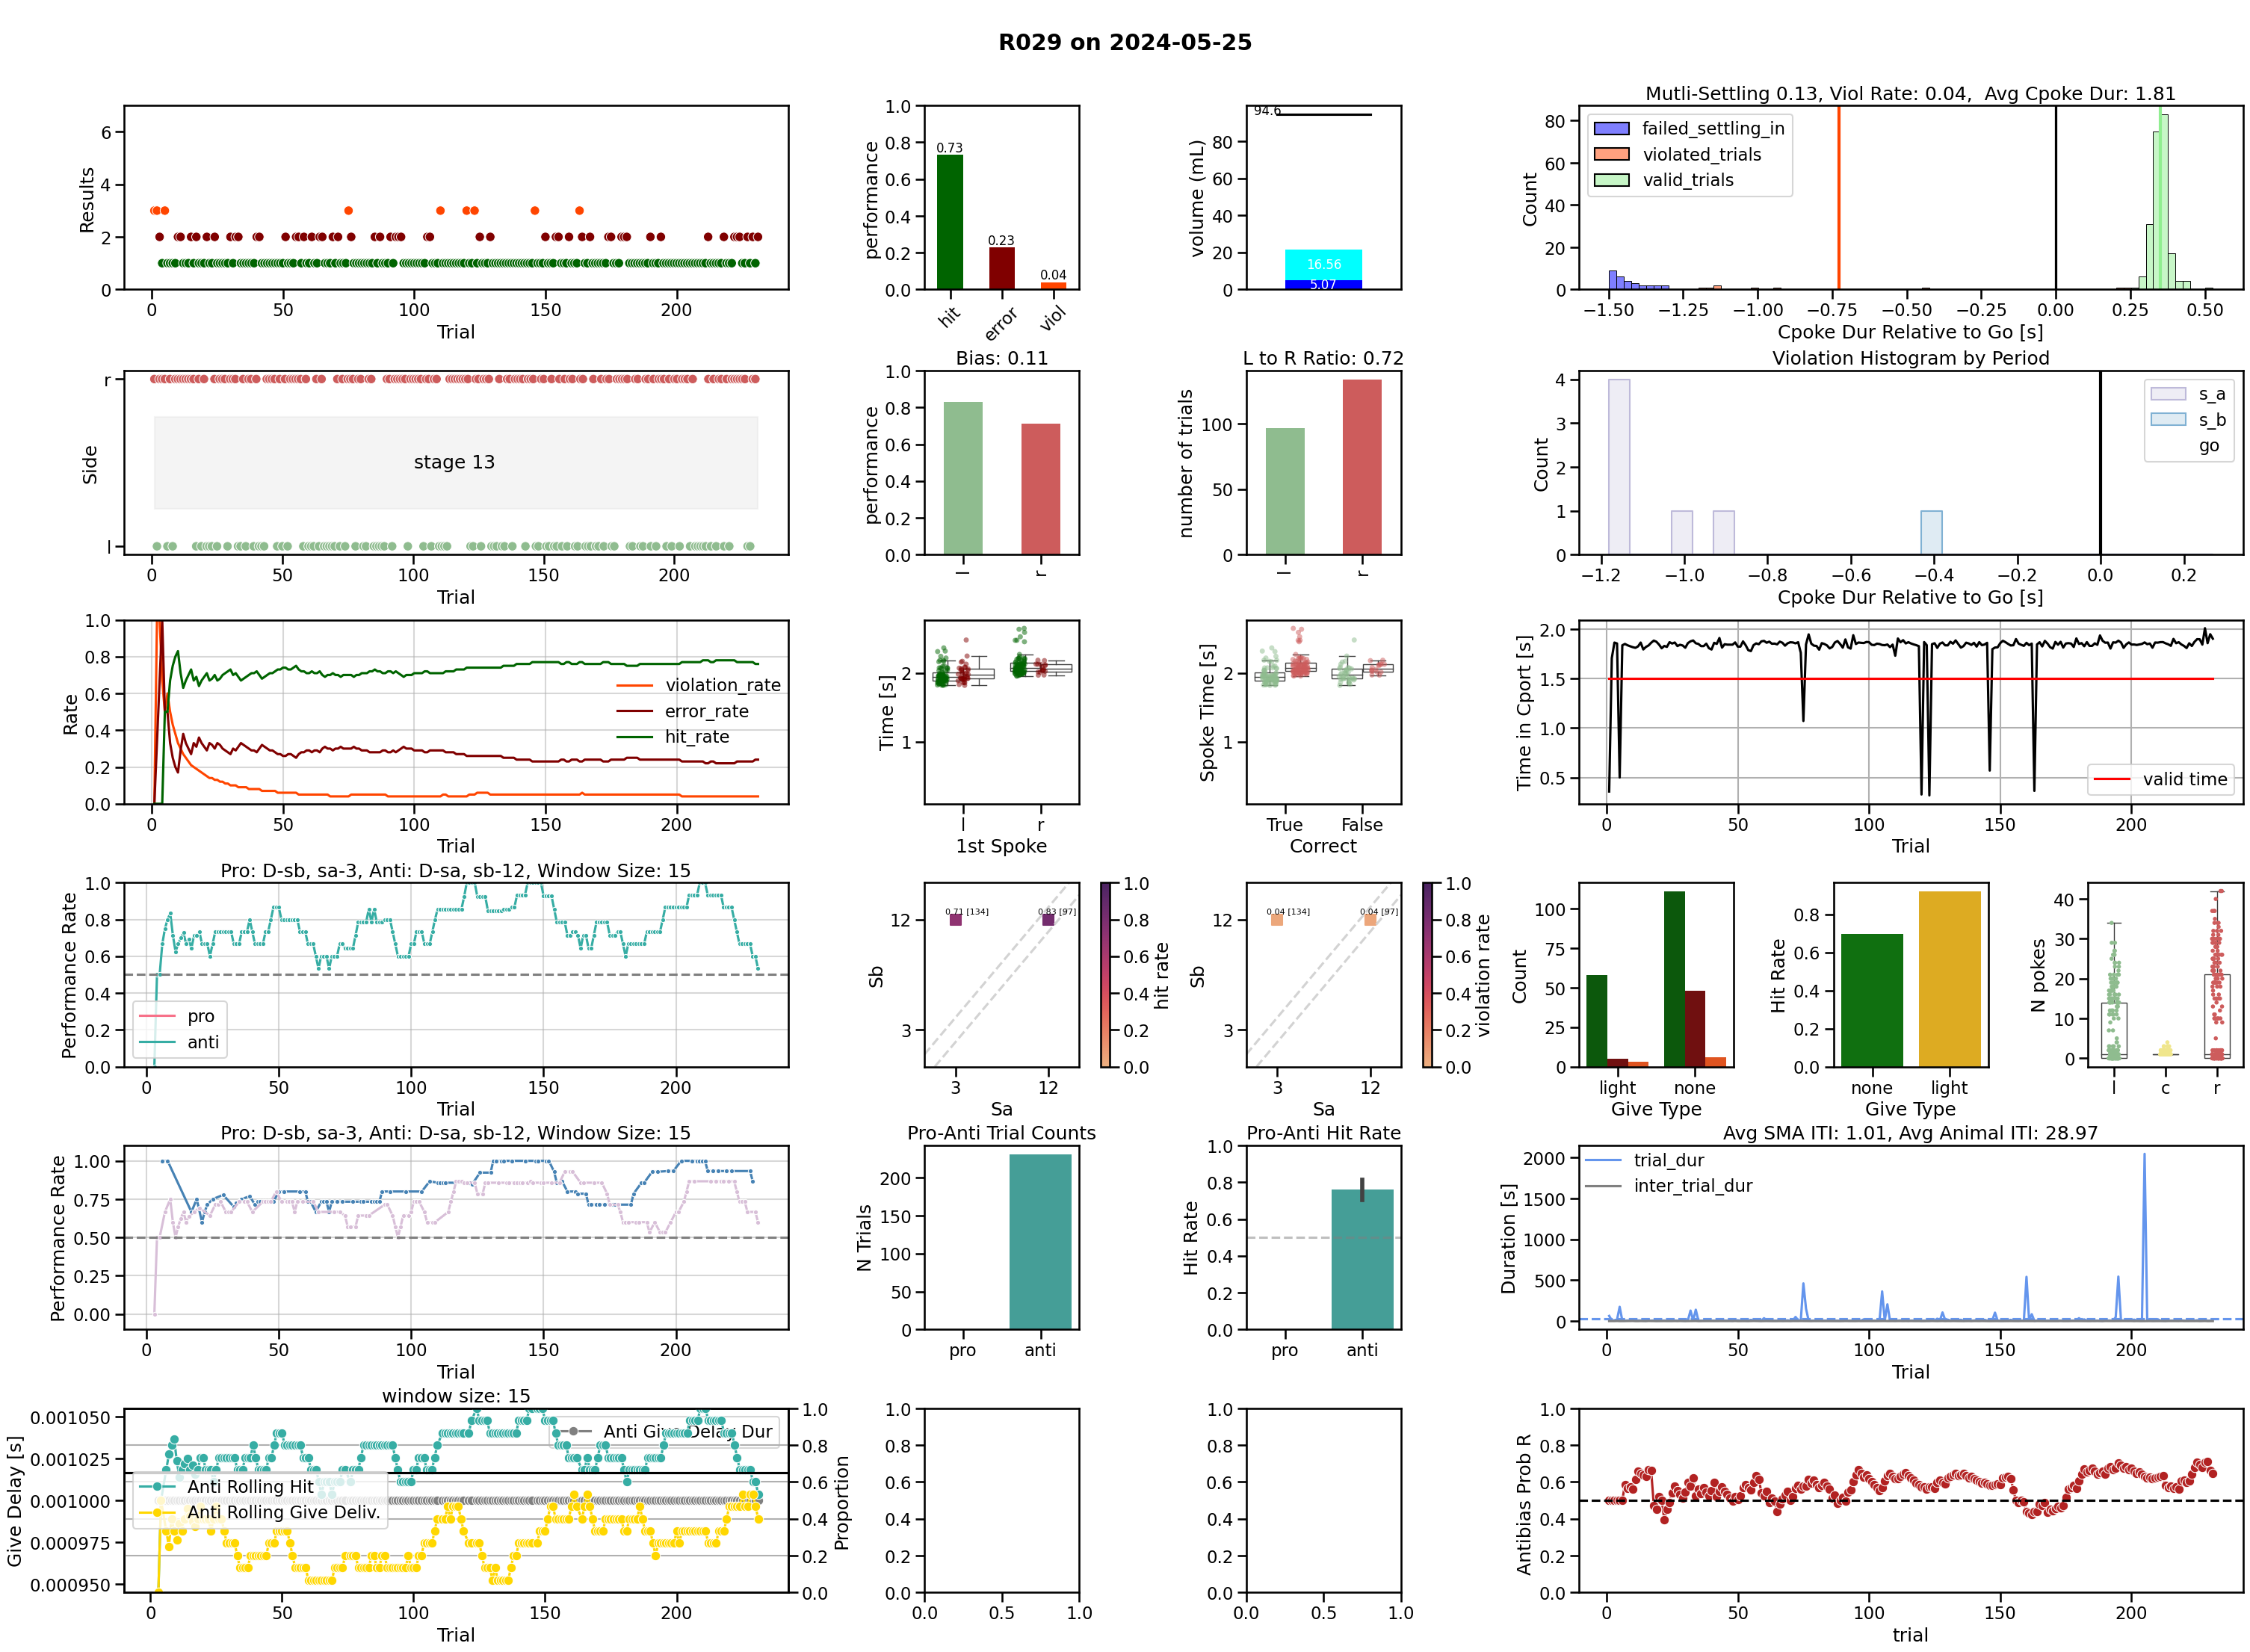 R029 on 2024-05-25
Results
6
4
2
0
0 50 100 150 200
Trial
performance
1.0
0.8
0.6
0.4
0.2
0.0
0.73
0.23
0.04
hit error viol
volume (mL)
80
60
40
20
0
94.6
16.56
5.07
Mutli-Settling 0.13, Viol Rate: 0.04, Avg Cpoke Dur: 1.81
Count
80
60
40
20
0
failed_settling_in
violated_trials
valid_trials
−1.50 −1.25 −1.00 −0.75 −0.50 −0.25 0.00 0.25 0.50
Cpoke Dur Relative to Go [s]
Side
r
l
stage 13
0 50 100 150 200
Trial
Bias: 0.11
performance
1.0
0.8
0.6
0.4
0.2
0.0
l r
L to R Ratio: 0.72
number of trials
100
50
0
l r
Violation Histogram by Period
Count
4
3
2
1
0
s_a
s_b
go
−1.2 −1.0 −0.8 −0.6 −0.4 −0.2 0.0 0.2
Cpoke Dur Relative to Go [s]
Rate
1.0
0.8
0.6
0.4
0.2
0.0
violation_rate
error_rate
hit_rate
0 50 100 150 200
Trial
Time [s]
2
1
l r
1st Spoke
Spoke Time [s]
2
1
True False
Correct
Time in Cport [s]
2.0
1.5
1.0
0.5
valid time
0 50 100 150 200
Trial
Pro: D-sb, sa-3, Anti: D-sa, sb-12, Window Size: 15
Performance Rate
1.0
0.8
0.6
0.4
0.2
0.0
pro
anti
0 50 100 150 200
Trial
Sb
12
3
0.71 [134]
0.83 [97]
3 12
Sa
1.0
0.8
0.6
0.4
0.2
0.0
hit rate
Sb
12
3
0.04 [134]
0.04 [97]
3 12
Sa
1.0
0.8
0.6
0.4
0.2
0.0
violation rate
Count
100
75
50
25
0
light none
Give Type
Hit Rate
0.8
0.6
0.4
0.2
0.0
none light
Give Type
N pokes
40
30
20
10
0
l c r
Pro: D-sb, sa-3, Anti: D-sa, sb-12, Window Size: 15
Performance Rate
1.00
0.75
0.50
0.25
0.00
0 50 100 150 200
Trial
Pro-Anti Trial Counts
N Trials
200
150
100
50
0
pro anti
Pro-Anti Hit Rate
Hit Rate
1.0
0.8
0.6
0.4
0.2
0.0
pro anti
Avg SMA ITI: 1.01, Avg Animal ITI: 28.97
Duration [s]
2000
1500
1000
500
0
trial_dur
inter_trial_dur
0 50 100 150 200
Trial
window size: 15
Give Delay [s]
0.001050
0.001025
0.001000
0.000975
0.000950
Anti Give Delay Dur
Anti Rolling Hit
Anti Rolling Give Deliv.
1.0
0.8
0.6
0.4
0.2
0.0
Proportion
0 50 100 150 200
Trial
1.0
0.8
0.6
0.4
0.2
0.0
0.0 0.5 1.0
1.0
0.8
0.6
0.4
0.2
0.0
0.0 0.5 1.0
Antibias Prob R
1.0
0.8
0.6
0.4
0.2
0.0
0 50 100 150 200
trial